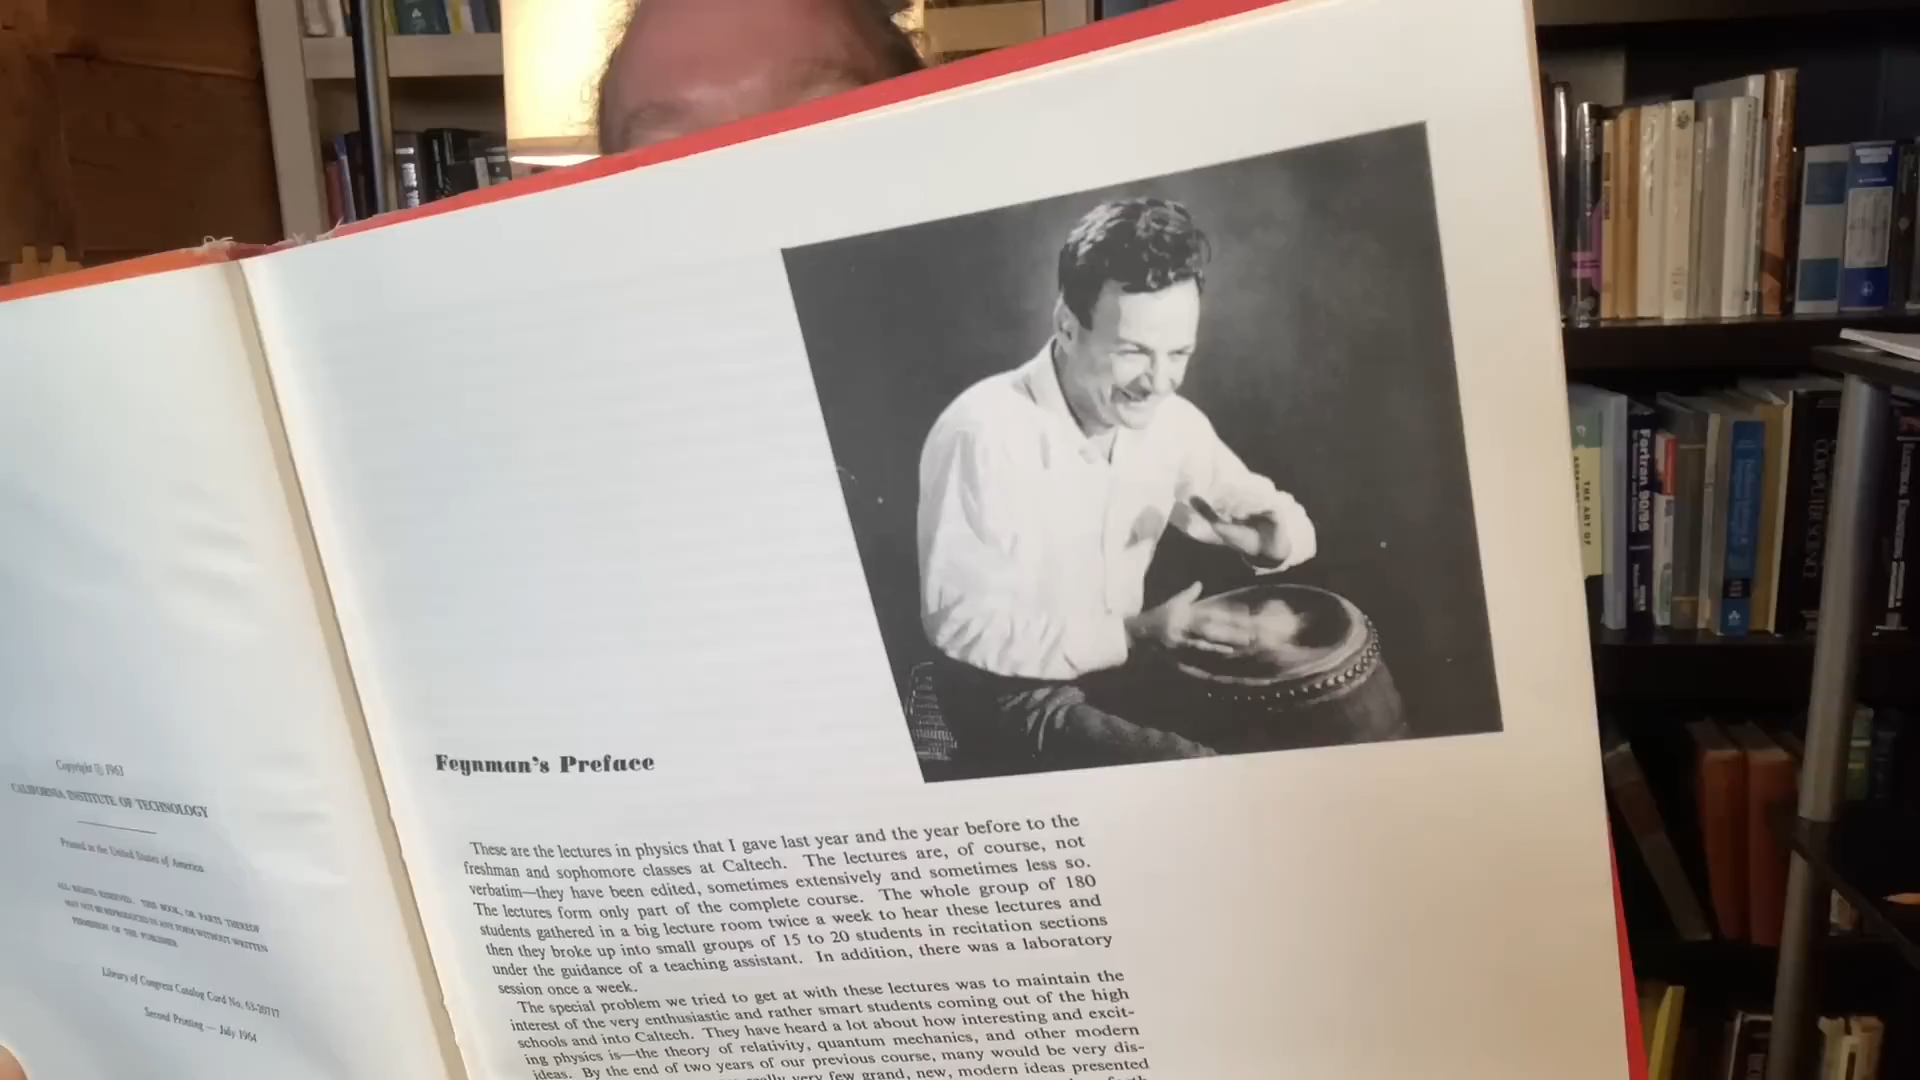 Copyright © 1963
CALIFORNIA INSTITUTE OF TECHNOLOGY
Printed in the United States of America
ALL RIGHTS RESERVED. THIS BOOK, OR PARTS THEREOF
MAY NOT BE REPRODUCED IN ANY FORM WITHOUT WRITTEN
PERMISSION OF THE PUBLISHER
Library of Congress Catalog Card No. 63-20717
Second Printing — July 1964
Feynman's Preface
These are the lectures in physics that I gave last year and the year before to the
freshman and sophomore classes at Caltech. The lectures are, of course, not
verbatim—they have been edited, sometimes extensively and sometimes less so.
The lectures form only part of the complete course. The whole group of 180
students gathered in a big lecture room twice a week to hear these lectures and
then they broke up into small groups of 15 to 20 students in recitation sections
under the guidance of a teaching assistant. In addition, there was a laboratory
session once a week.
The special problem we tried to get at with these lectures was to maintain the
interest of the very enthusiastic and rather smart students coming out of the high
schools and into Caltech. They have heard a lot about how interesting and excit-
ing physics is—the theory of relativity, quantum mechanics, and other modern
ideas. By the end of two years of our previous course, many would be very dis-
very few grand, new, modern ideas presented
THE ART OF
Fortran 90/95
COMPUTER SCIENCE